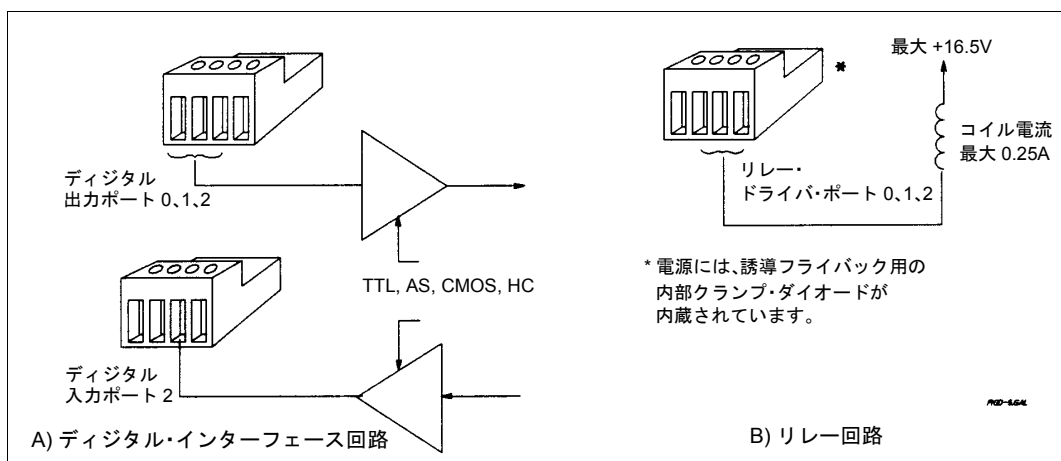 ディジタル
出力ポート 0、1、2
TTL, AS, CMOS, HC
ディジタル
入力ポート 2
A) ディジタル・インターフェース回路
*
最大 +16.5V
コイル電流
最大 0.25A
リレー・
ドライバ・ポート 0、1、2
* 電源には、誘導フライバック用の
内部クランプ・ダイオードが
内蔵されています。
B) リレー回路